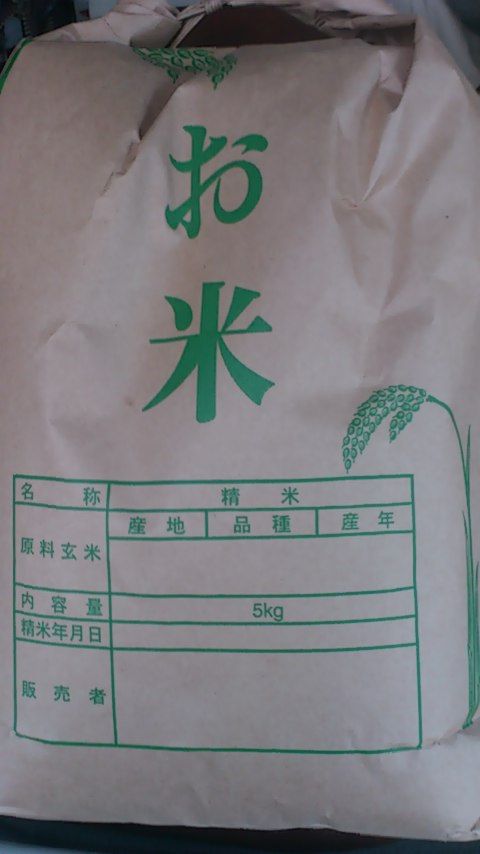 お米
名称 精米
原料玄米 産地 品種 産年
内容量 5kg
精米年月日
販売者